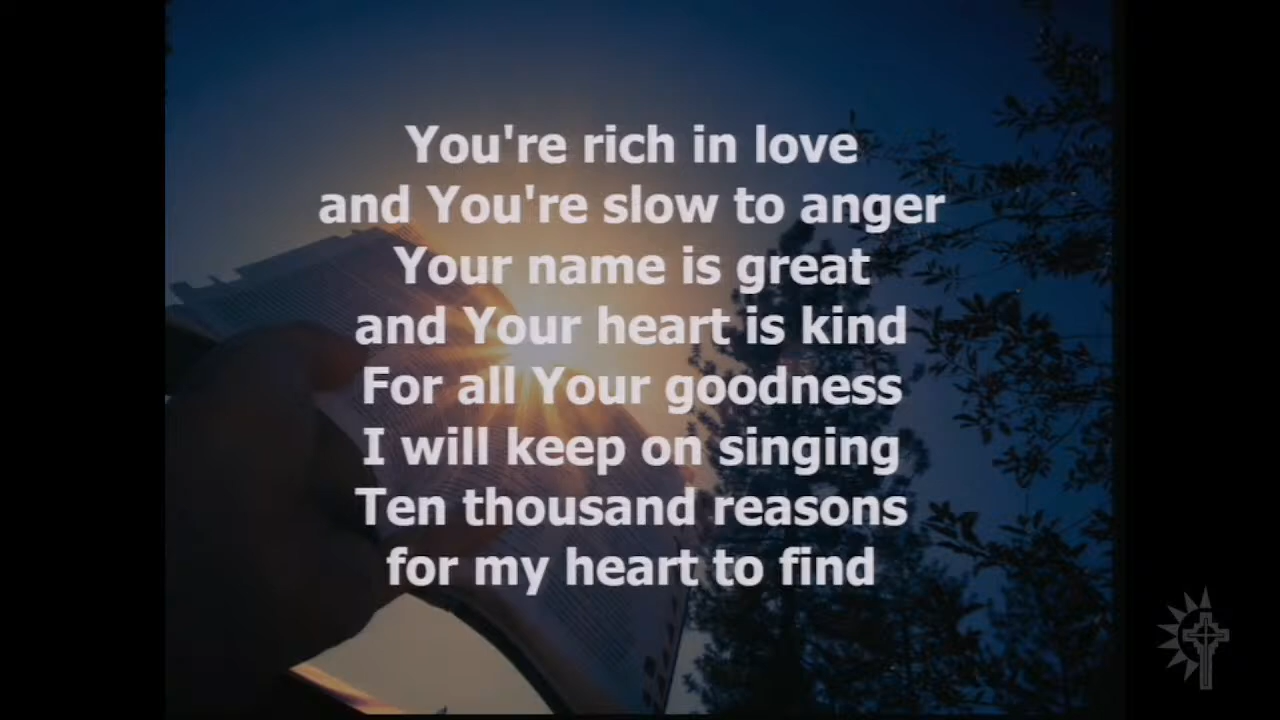 You're rich in love
and You're slow to anger
Your name is great
and Your heart is kind
For all Your goodness
I will keep on singing
Ten thousand reasons
for my heart to find